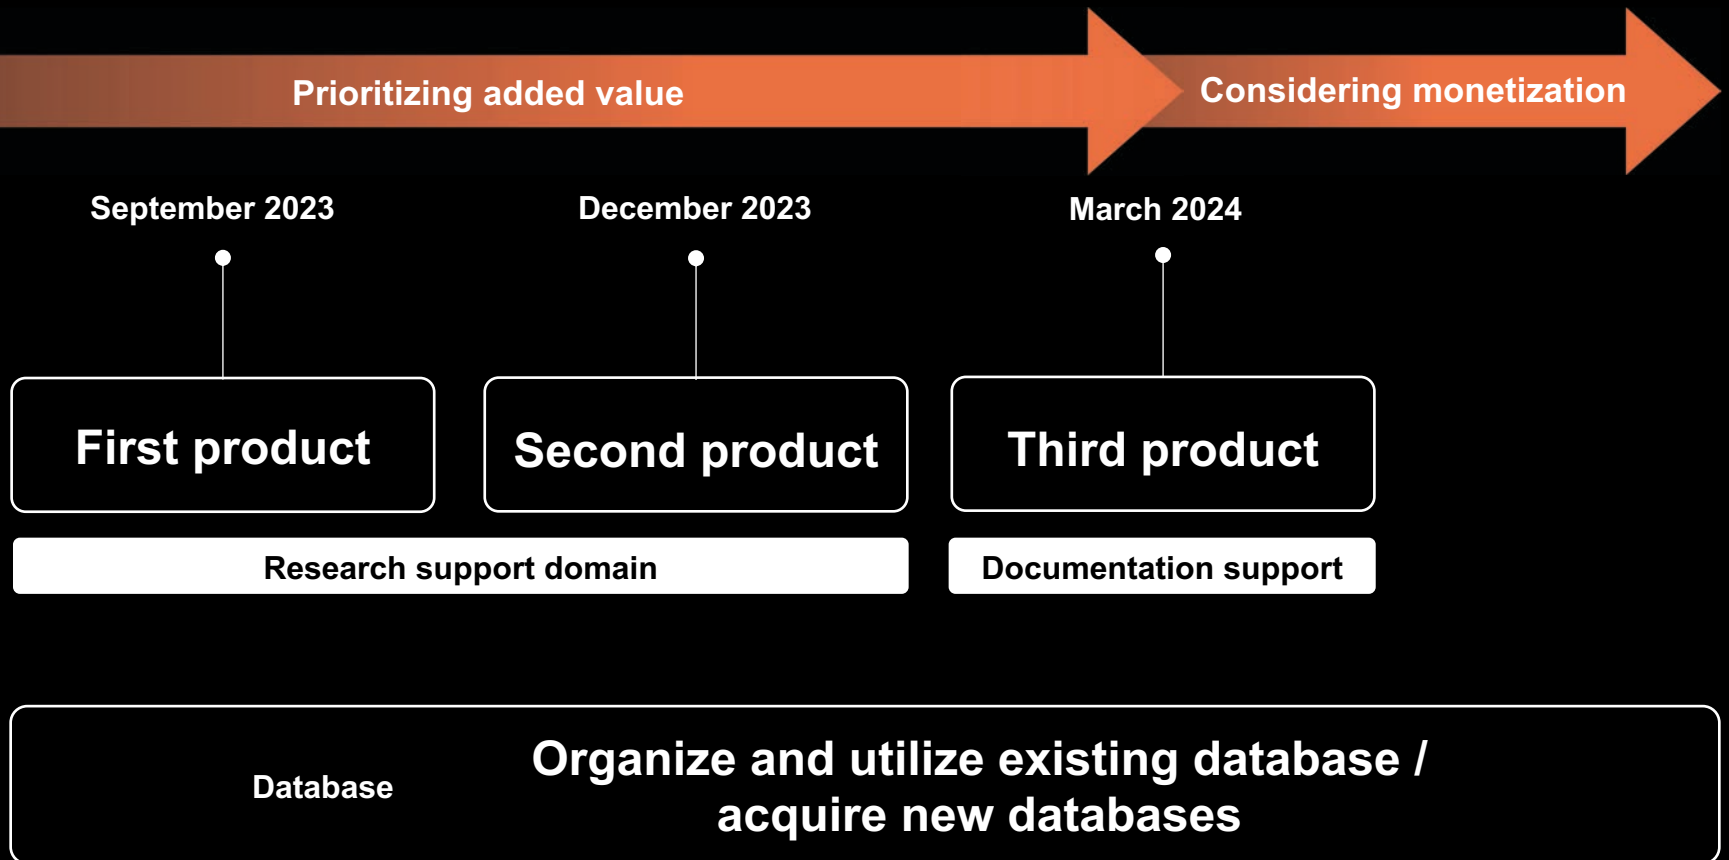 Prioritizing added value
Considering monetization
September 2023
December 2023
March 2024
First product
Second product
Third product
Research support domain
Documentation support
Database
Organize and utilize existing database /
acquire new databases